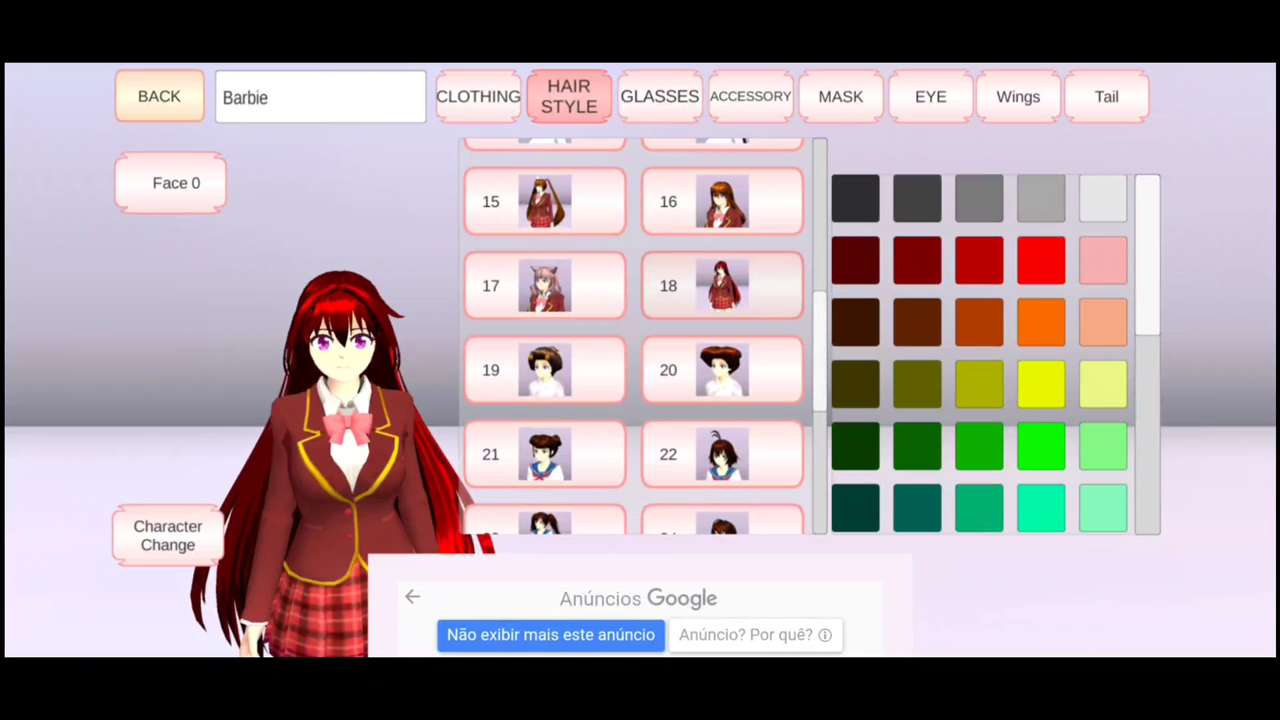 BACK
Barbie
CLOTHING
HAIR
STYLE
GLASSES
ACCESSORY
MASK
EYE
Wings
Tail
Face 0
15
16
17
18
19
20
21
22
Character
Change
Anúncios Google
Não exibir mais este anúncio
Anúncio? Por quê?